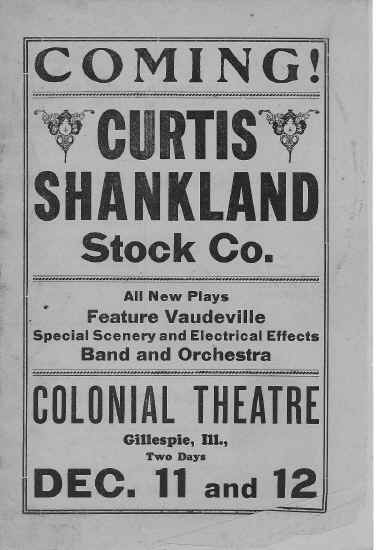 COMING!
CURTIS
SHANKLAND
Stock Co.
All New Plays
Feature Vaudeville
Special Scenery and Electrical Effects
Band and Orchestra
COLONIAL THEATRE
Gillespie, Ill.,
Two Days
DEC. 11 and 12